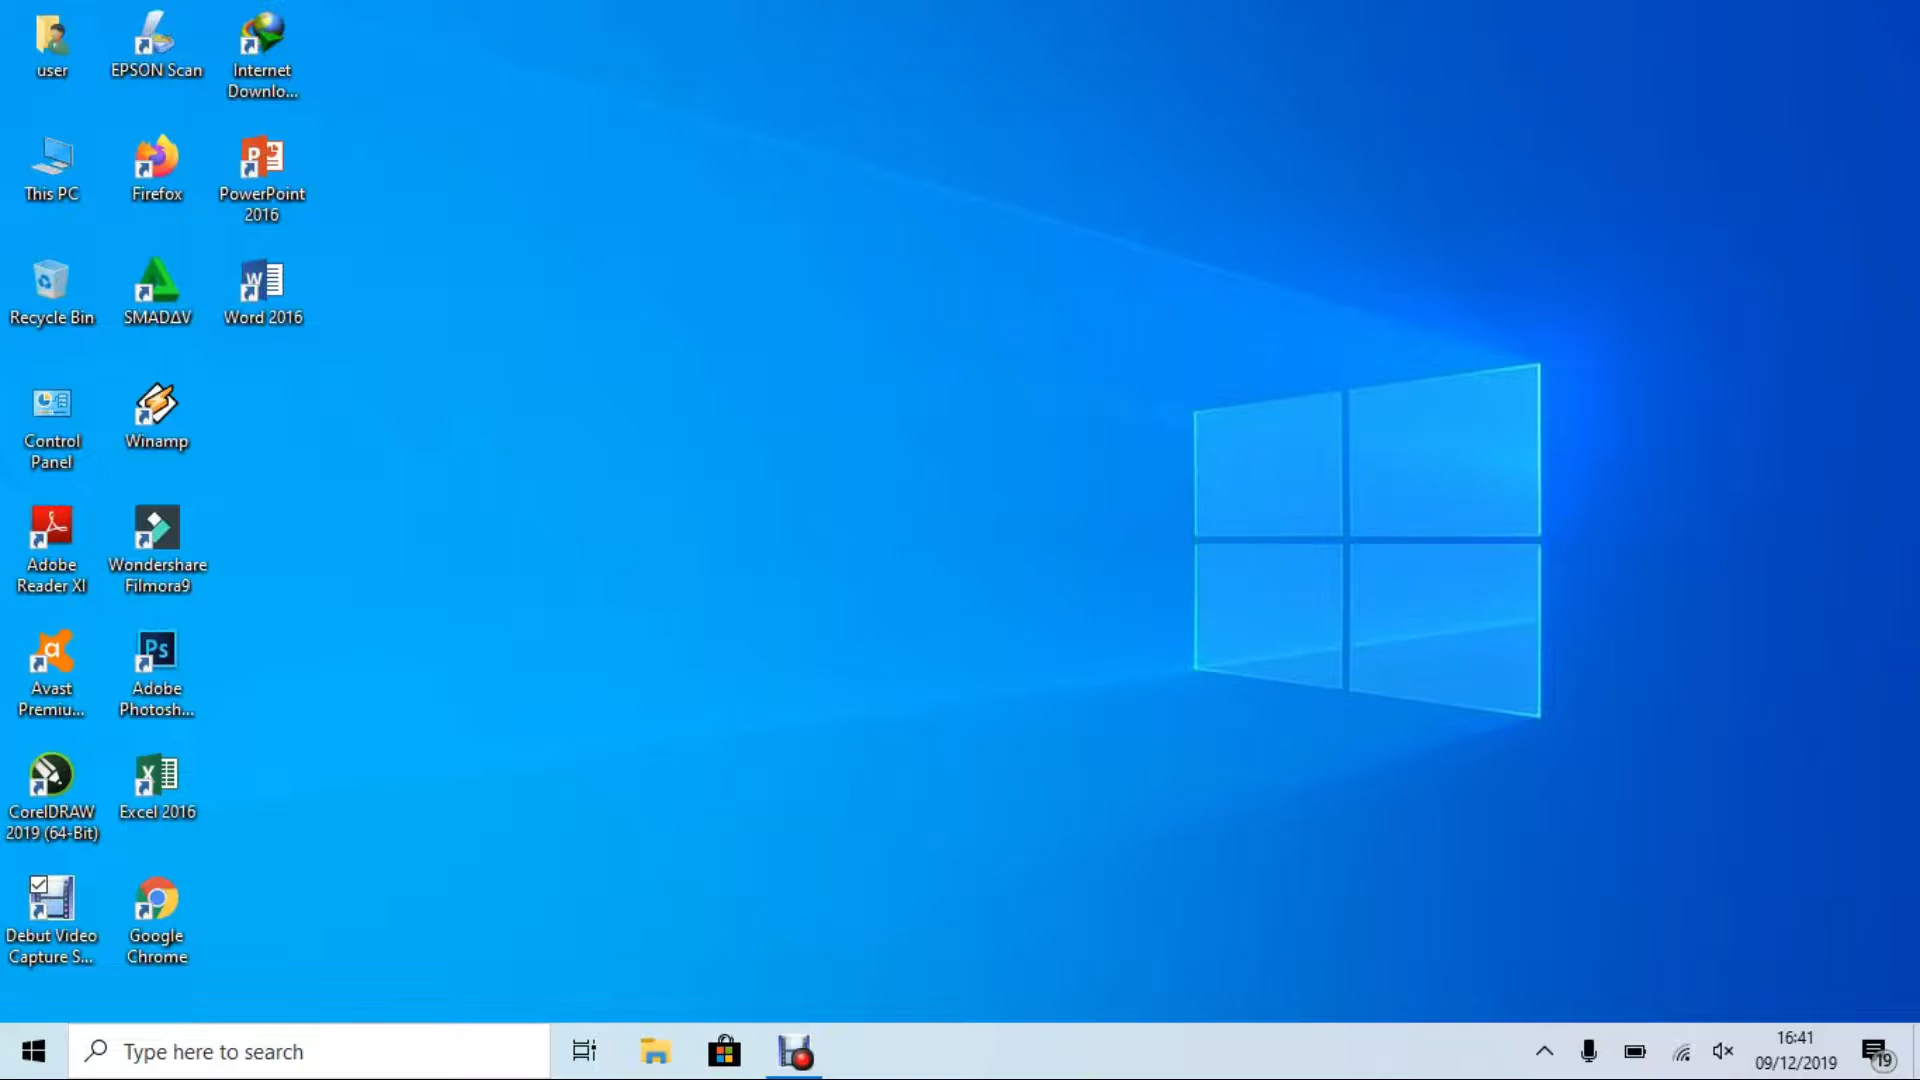 user
EPSON Scan
Internet
Downlo...
This PC
Firefox
PowerPoint
2016
Recycle Bin
SMADΔV
Word 2016
Control
Panel
Winamp
Adobe
Reader XI
Wondershare
Filmora9
Avast
Premiu...
Ps
Adobe
Photosh...
CorelDRAW
2019 (64-Bit)
Excel 2016
Debut Video
Capture S...
Google
Chrome
Type here to search
16:41
09/12/2019
19